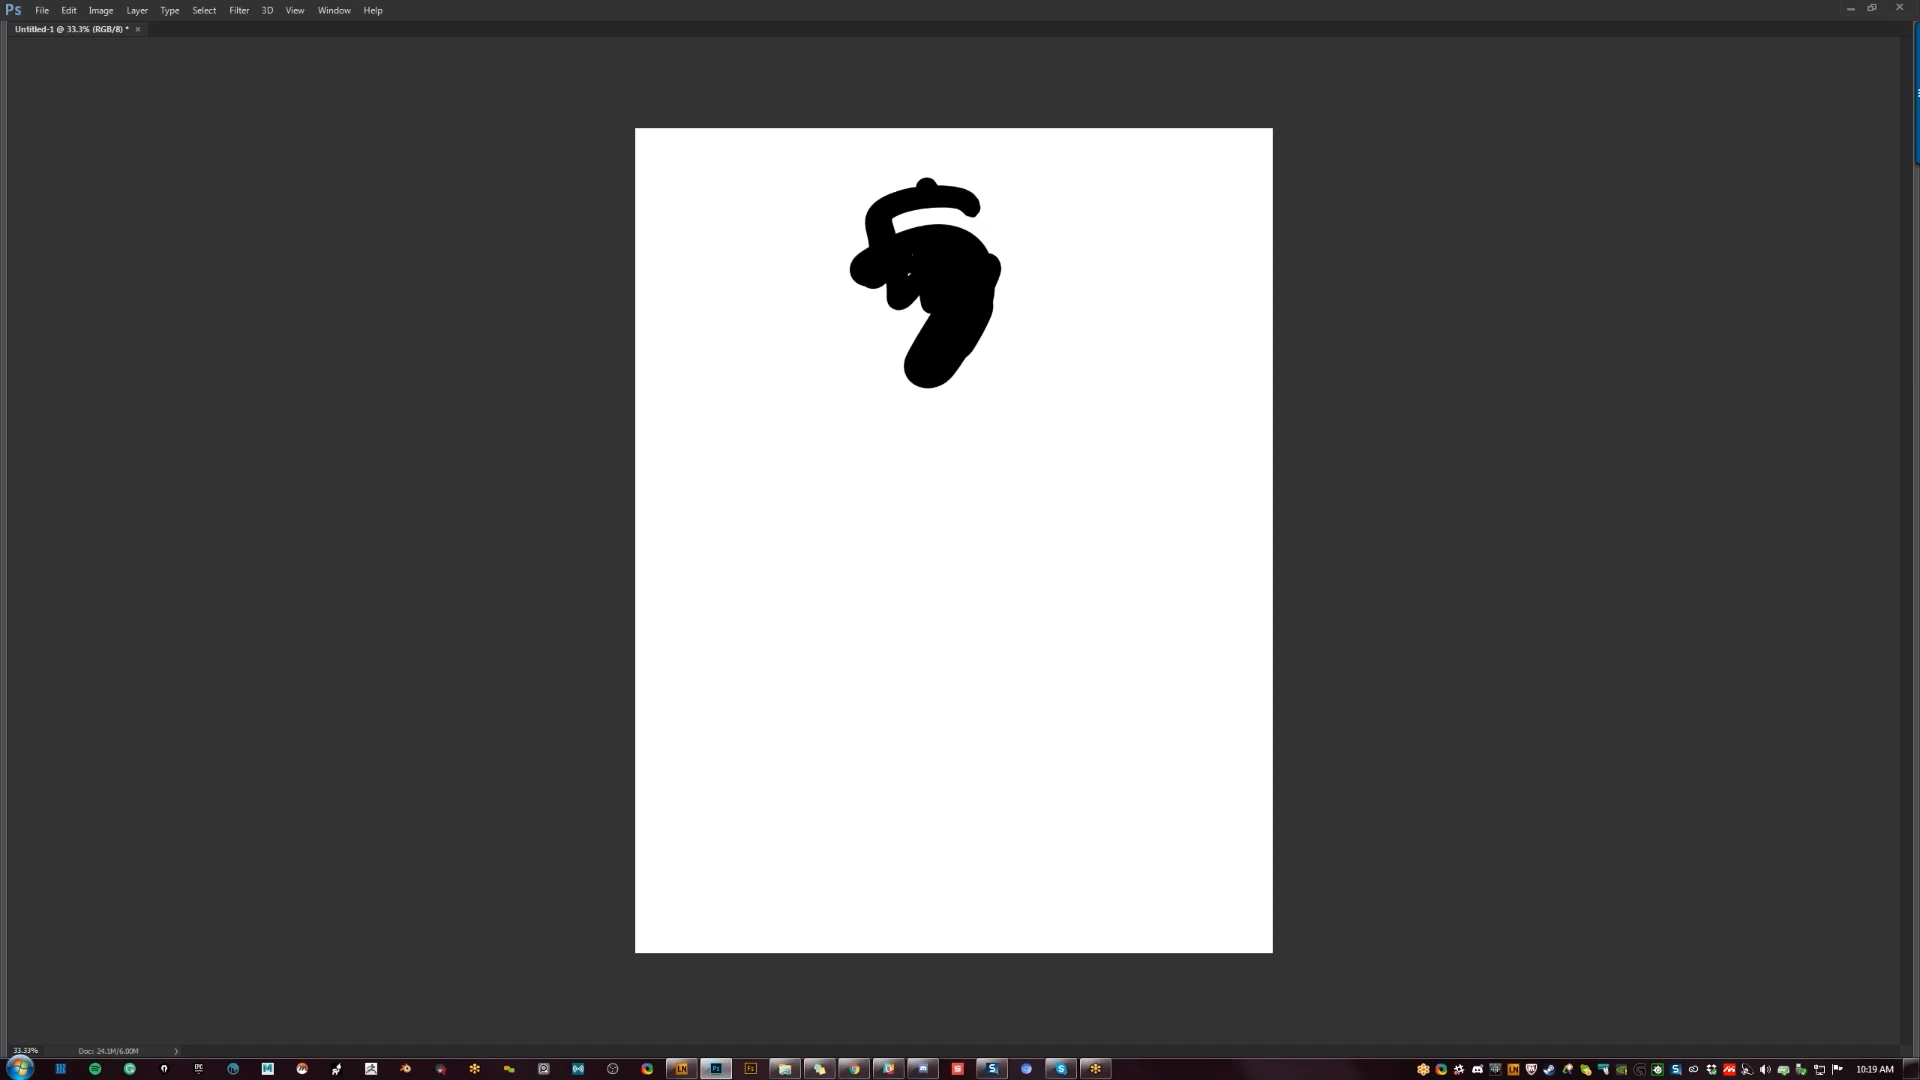 Ps File Edit Image Layer Type Select Filter 3D View Window Help
Untitled-1 @ 33.3% (RGB/8) * ×
33.33% Doc: 24.1M/6.00M
10:19 AM